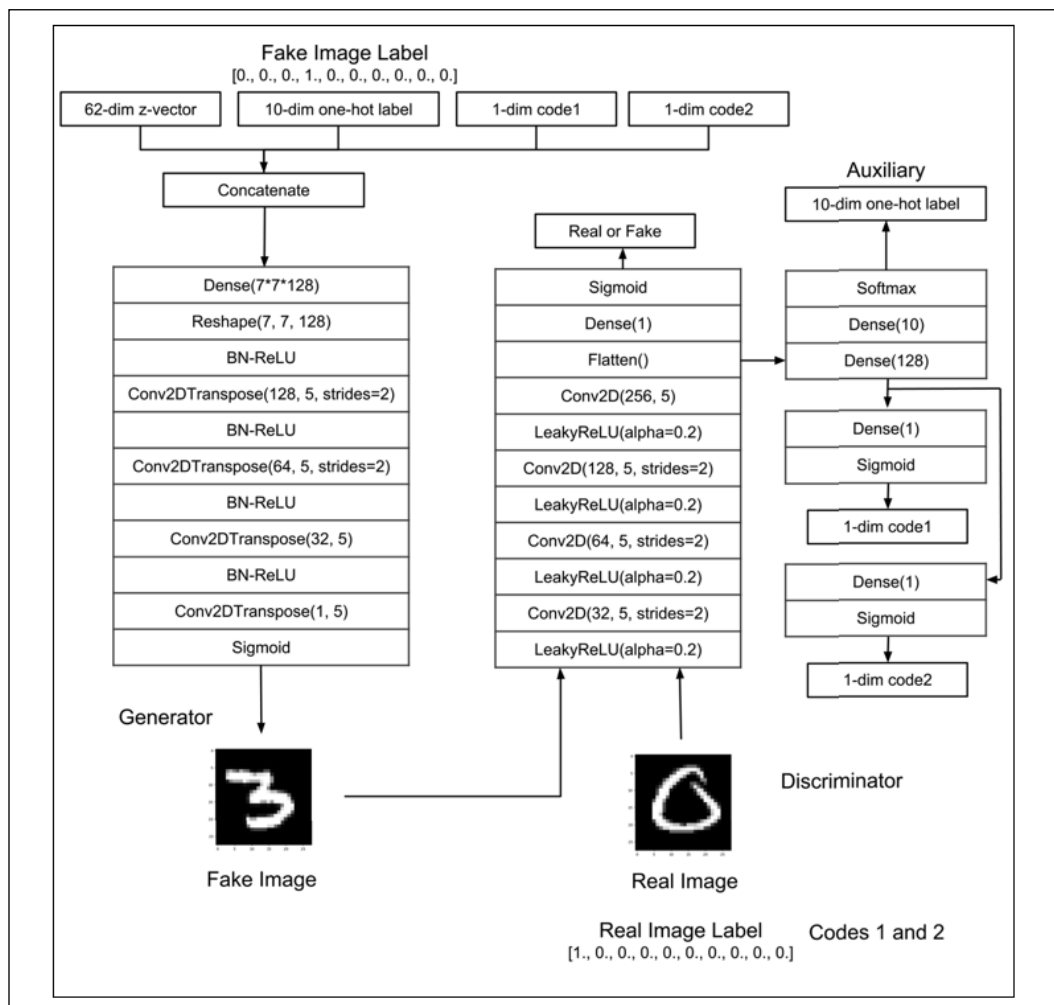 Fake Image Label
[0., 0., 0., 1., 0., 0., 0., 0., 0., 0.]
62-dim z-vector
10-dim one-hot label
1-dim code1
1-dim code2
Concatenate
Dense(7*7*128)
Reshape(7, 7, 128)
BN-ReLU
Conv2DTranspose(128, 5, strides=2)
BN-ReLU
Conv2DTranspose(64, 5, strides=2)
BN-ReLU
Conv2DTranspose(32, 5)
BN-ReLU
Conv2DTranspose(1, 5)
Sigmoid
Generator
Fake Image
Real or Fake
Sigmoid
Dense(1)
Flatten()
Conv2D(256, 5)
LeakyReLU(alpha=0.2)
Conv2D(128, 5, strides=2)
LeakyReLU(alpha=0.2)
Conv2D(64, 5, strides=2)
LeakyReLU(alpha=0.2)
Conv2D(32, 5, strides=2)
LeakyReLU(alpha=0.2)
Real Image
Auxiliary
10-dim one-hot label
Softmax
Dense(10)
Dense(128)
Dense(1)
Sigmoid
1-dim code1
Dense(1)
Sigmoid
1-dim code2
Discriminator
Real Image Label
[1., 0., 0., 0., 0., 0., 0., 0., 0., 0.]
Codes 1 and 2